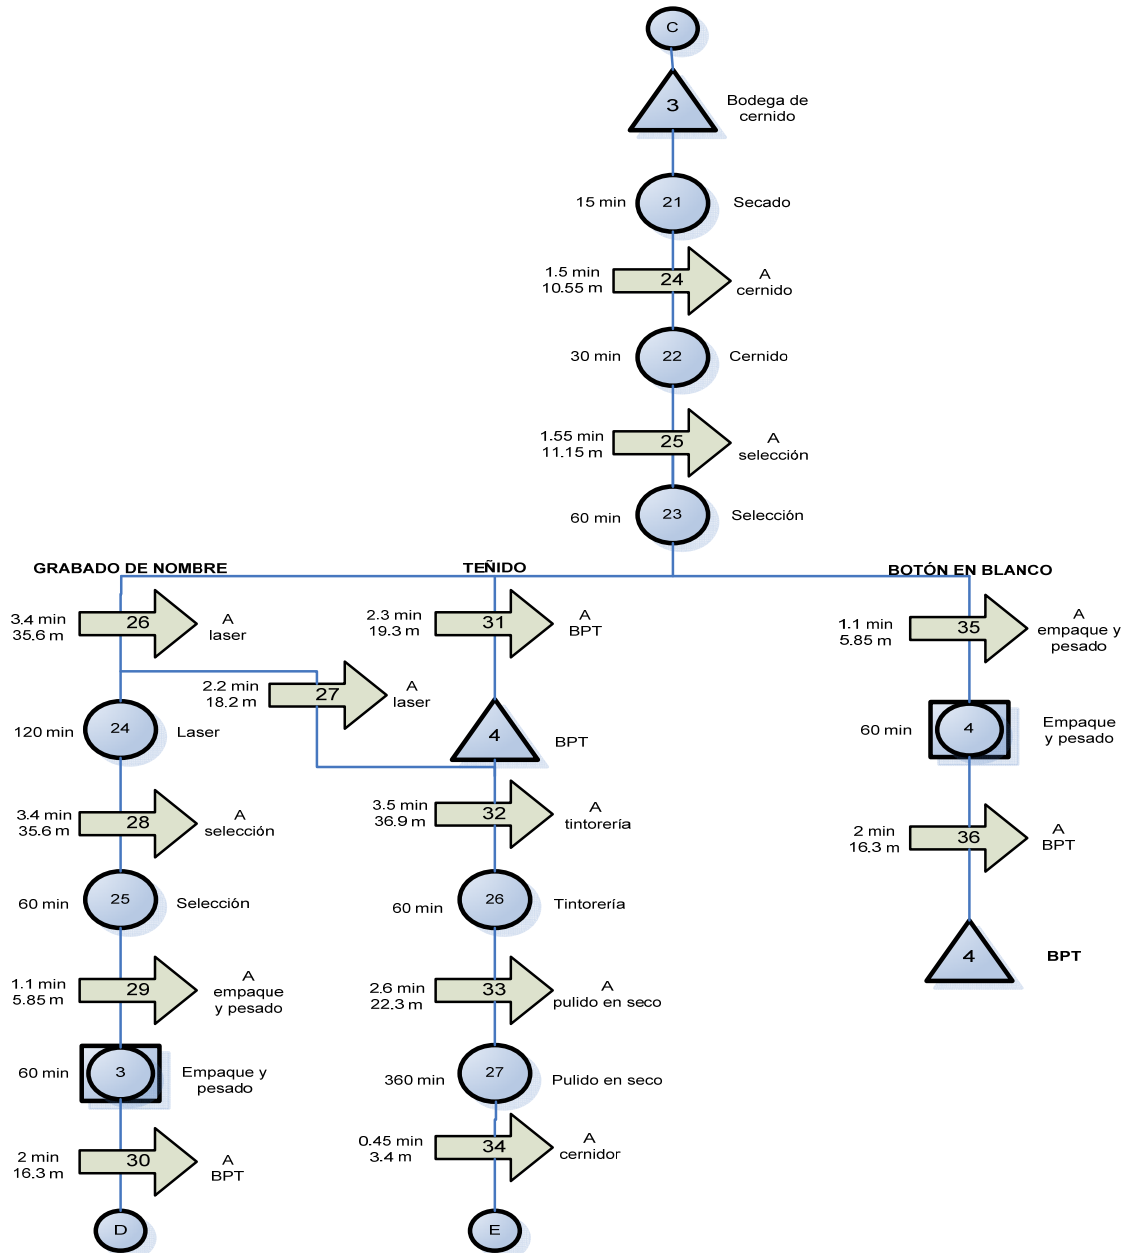 C
3
Bodega de
cernido
15 min
21
Secado
1.5 min
10.55 m
24
A
cernido
30 min
22
Cernido
1.55 min
11.15 m
25
A
selección
60 min
23
Selección
GRABADO DE NOMBRE
3.4 min
35.6 m
26
A
laser
2.2 min
18.2 m
27
A
laser
120 min
24
Laser
3.4 min
35.6 m
28
A
selección
60 min
25
Selección
1.1 min
5.85 m
29
A
empaque
y pesado
60 min
3
Empaque y
pesado
2 min
16.3 m
30
A
BPT
D
TEÑIDO
2.3 min
19.3 m
31
A
BPT
4
BPT
3.5 min
36.9 m
32
A
tintorería
60 min
26
Tintorería
2.6 min
22.3 m
33
A
pulido en seco
360 min
27
Pulido en seco
0.45 min
3.4 m
34
A
cernidor
E
BOTÓN EN BLANCO
1.1 min
5.85 m
35
A
empaque y
pesado
60 min
4
Empaque
y pesado
2 min
16.3 m
36
A
BPT
4
BPT